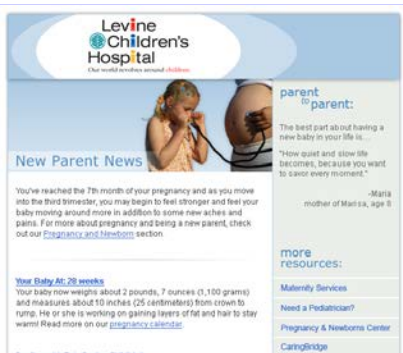 Levine
Children's
Hospital
Our world revolves around children
New Parent News
You've reached the 7th month of your pregnancy and as you move
into the third trimester, you may begin to feel stronger and feel your
baby moving around more in addition to some new aches and
pains. For more about pregnancy and being a new parent, check
out our Pregnancy and Newborn section.
Your Baby At: 28 weeks
Your baby now weighs about 2 pounds, 7 ounces (1,100 grams)
and measures about 10 inches (25 centimeters) from crown to
rump. He or she is working on gaining layers of fat and hair to stay
warm! Read more on our pregnancy calendar.
parent
to parent:
The best part about having a
new baby in your life is...
"How quiet and slow life
becomes, because you want
to savor every moment."
-Maria
mother of Marisa, age 8
more
resources:
Maternity Services
Need a Pediatrician?
Pregnancy & Newborns Center
CaringBridge